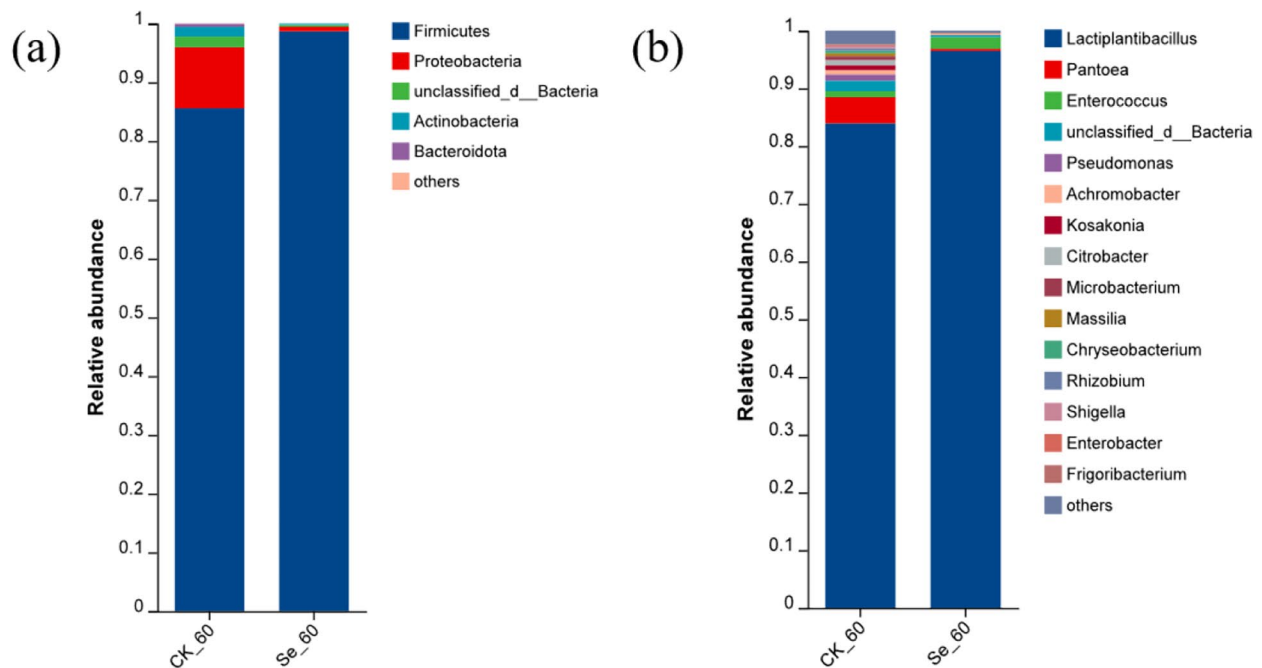 (a)
Relative abundance
1
0.9
0.8
0.7
0.6
0.5
0.4
0.3
0.2
0.1
0
CK_60
Se_60
Firmicutes
Proteobacteria
unclassified_d__Bacteria
Actinobacteria
Bacteroidota
others
(b)
Relative abundance
1
0.9
0.8
0.7
0.6
0.5
0.4
0.3
0.2
0.1
0
CK_60
Se_60
Lactiplantibacillus
Pantoea
Enterococcus
unclassified_d__Bacteria
Pseudomonas
Achromobacter
Kosakonia
Citrobacter
Microbacterium
Massilia
Chryseobacterium
Rhizobium
Shigella
Enterobacter
Frigoribacterium
others